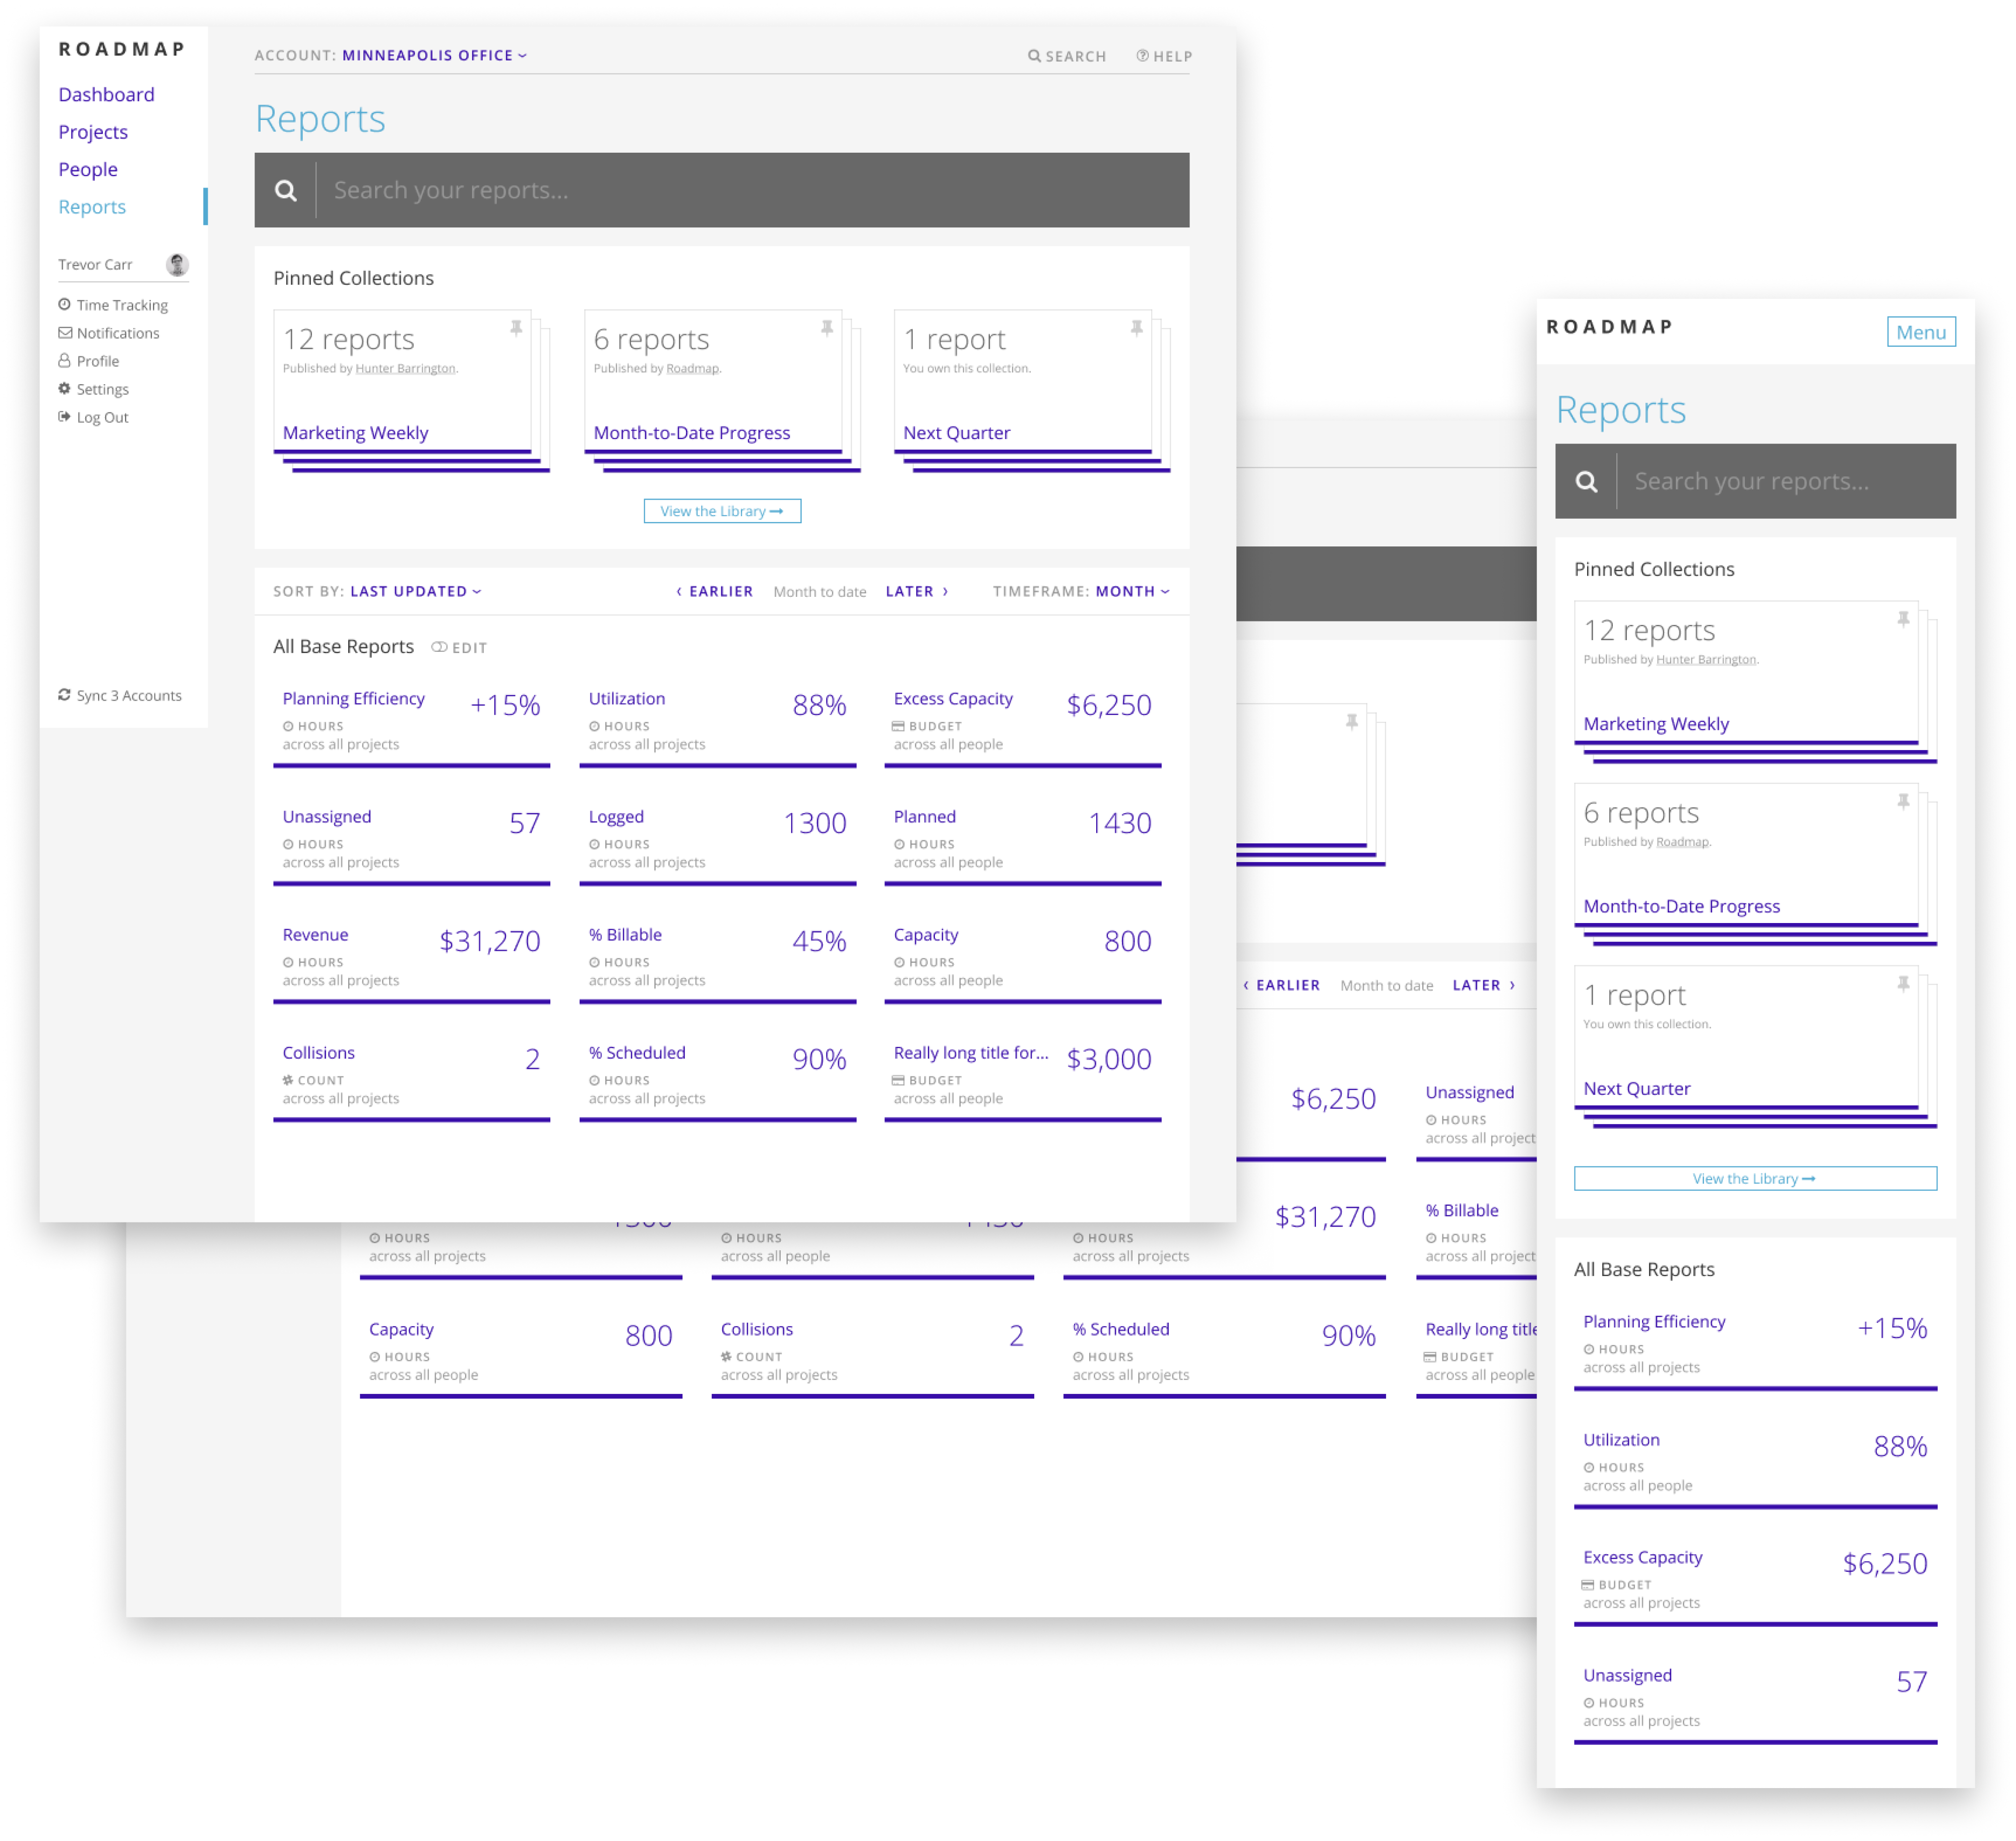 ROADMAP
Dashboard
Projects
People
Reports
Trevor Carr
Time Tracking
Notifications
Profile
Settings
Log Out
Sync 3 Accounts
ACCOUNT: MINNEAPOLIS OFFICE
SEARCH HELP
Reports
Search your reports...
Pinned Collections
12 reports
Published by Hunter Barrington.
Marketing Weekly
6 reports
Published by Roadmap.
Month-to-Date Progress
1 report
You own this collection.
Next Quarter
View the Library
SORT BY: LAST UPDATED
‹ EARLIER Month to date LATER ›
TIMEFRAME: MONTH
All Base Reports EDIT
Planning Efficiency +15%
HOURS
across all projects
Utilization 88%
HOURS
across all projects
Excess Capacity $6,250
BUDGET
across all people
Unassigned 57
HOURS
across all projects
Logged 1300
HOURS
across all projects
Planned 1430
HOURS
across all people
Revenue $31,270
HOURS
across all projects
% Billable 45%
HOURS
across all projects
Capacity 800
HOURS
across all people
Collisions 2
COUNT
across all projects
% Scheduled 90%
HOURS
across all projects
Really long title for... $3,000
BUDGET
across all people
‹ EARLIER Month to date LATER ›
$6,250
Unassigned
HOURS
across all project
HOURS
across all projects
HOURS
across all people
$31,270
HOURS
across all projects
% Billable
HOURS
across all project
Capacity 800
HOURS
across all people
Collisions 2
COUNT
across all projects
% Scheduled 90%
HOURS
across all projects
Really long title
BUDGET
across all people
ROADMAP
Menu
Reports
Search your reports...
Pinned Collections
12 reports
Published by Hunter Barrington.
Marketing Weekly
6 reports
Published by Roadmap.
Month-to-Date Progress
1 report
You own this collection.
Next Quarter
View the Library
All Base Reports
Planning Efficiency +15%
HOURS
across all projects
Utilization 88%
HOURS
across all people
Excess Capacity $6,250
BUDGET
across all projects
Unassigned 57
HOURS
across all projects